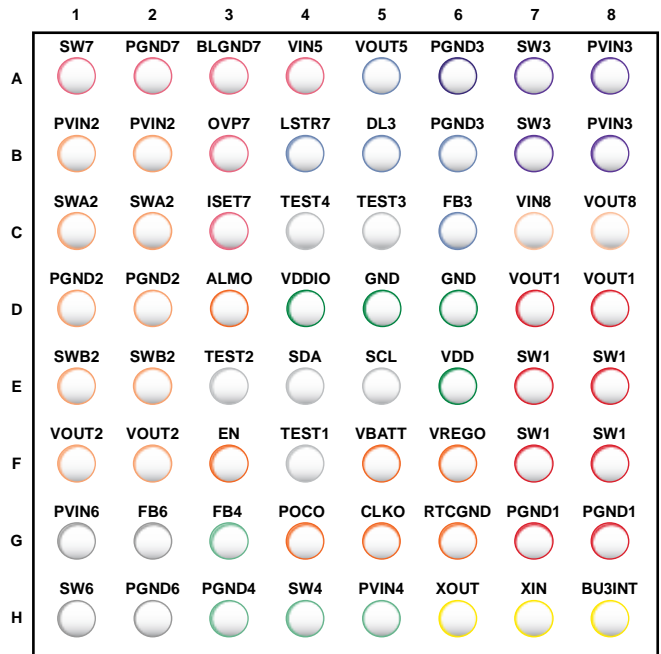 1 2 3 4 5 6 7 8
SW7 PGND7 BLGND7 VIN5 VOUT5 PGND3 SW3 PVIN3
A
PVIN2 PVIN2 OVP7 LSTR7 DL3 PGND3 SW3 PVIN3
B
SWA2 SWA2 ISET7 TEST4 TEST3 FB3 VIN8 VOUT8
C
PGND2 PGND2 ALMO VDDIO GND GND VOUT1 VOUT1
D
SWB2 SWB2 TEST2 SDA SCL VDD SW1 SW1
E
VOUT2 VOUT2 EN TEST1 VBATT VREGO SW1 SW1
F
PVIN6 FB6 FB4 POCO CLKO RTCGND PGND1 PGND1
G
SW6 PGND6 PGND4 SW4 PVIN4 XOUT XIN BU3INT
H